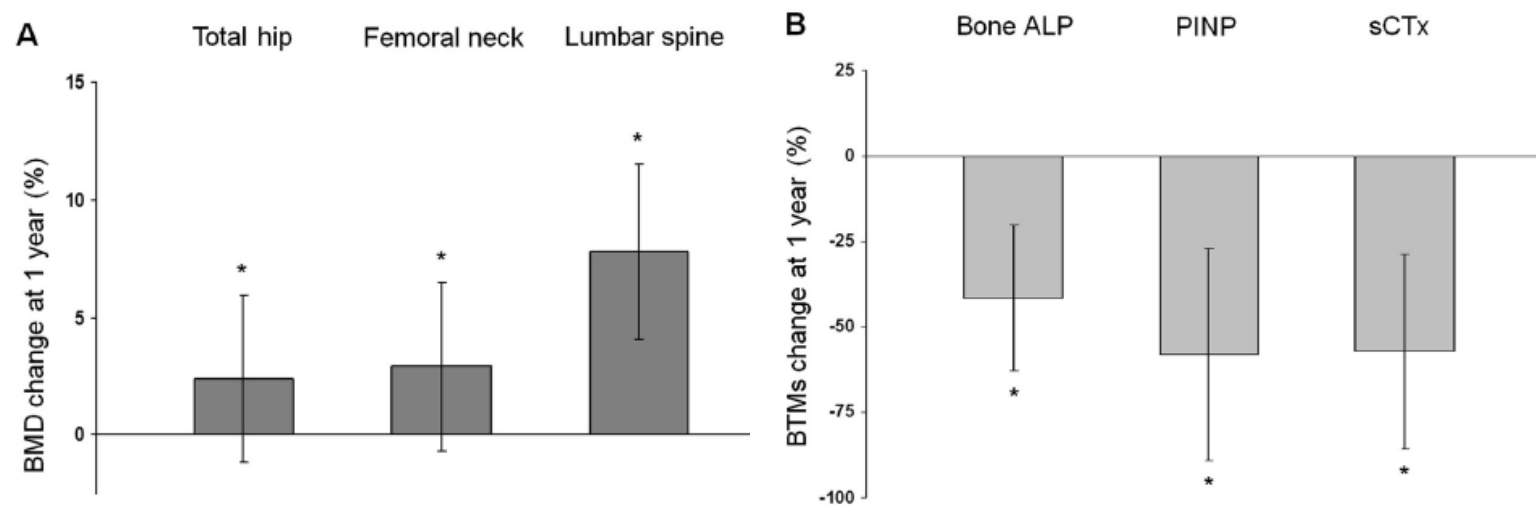 A
Total hip
Femoral neck
Lumbar spine
BMD change at 1 year (%)
15
10
5
0
*
*
*
B
Bone ALP
PINP
sCTx
BTMs change at 1 year (%)
25
0
-25
-50
-75
-100
*
*
*